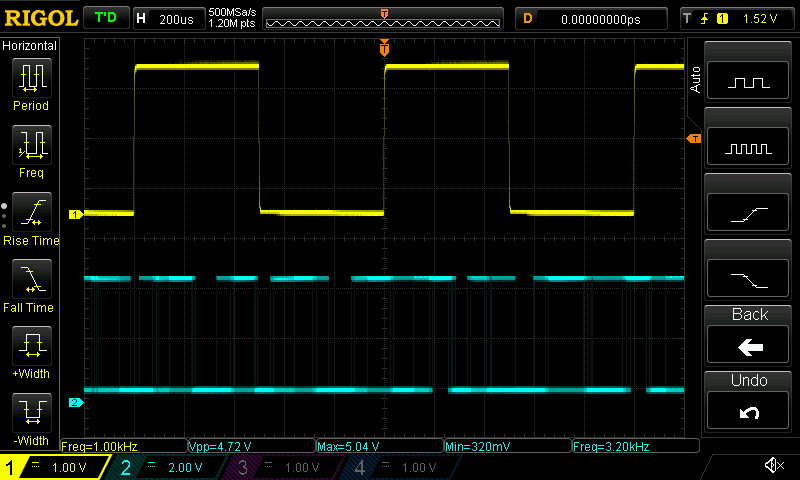 RIGOL T'D H 200us 500MSa/s 1.20M pts T D 0.00000000ps T 1 1.52 V
Horizontal
Period
Freq
Rise Time
Fall Time
+Width
-Width
T
1
2
T
Auto
Back
Undo
Freq=1.00kHz Vpp=4.72 V Max=5.04 V Min=320mV Freq=3.20kHz
1 1.00 V 2 2.00 V 3 1.00 V 4 1.00 V